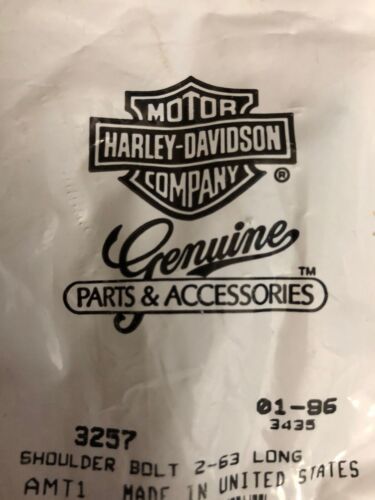 MOTOR
HARLEY-DAVIDSON
COMPANY ®
Genuine
PARTS & ACCESSORIES ™
01-96
3435
3257
SHOULDER BOLT 2-63 LONG
AMT1 MADE IN UNITED STATES